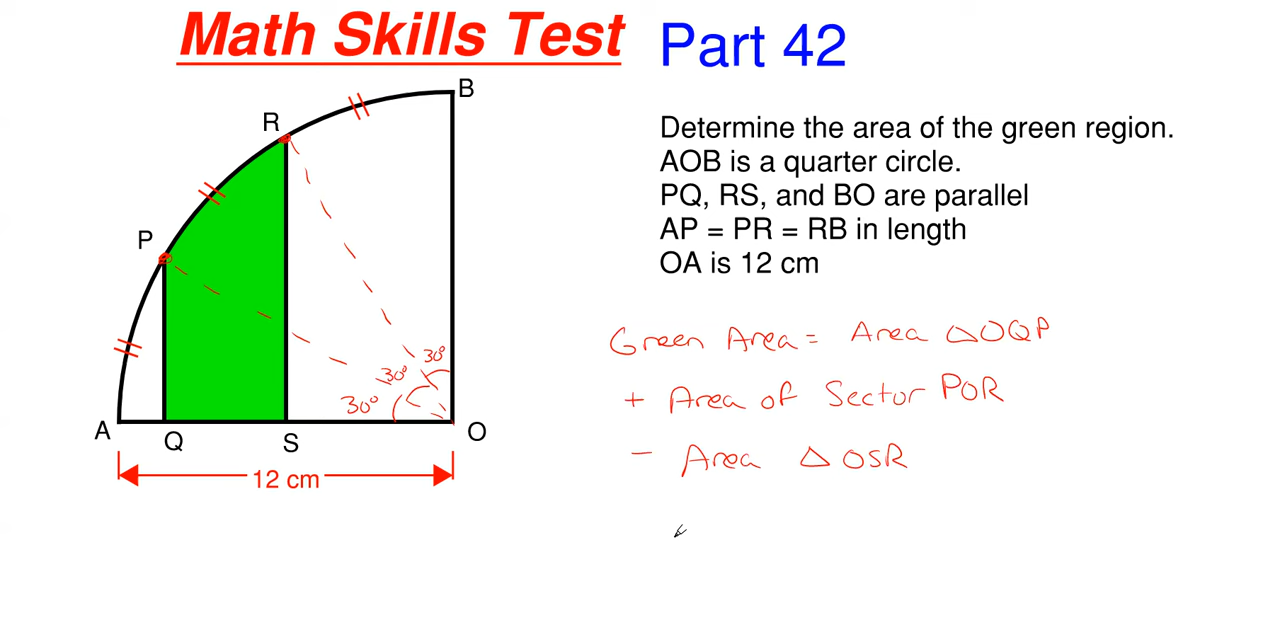 Math Skills Test
Part 42
B
R
P
A
Q
S
O
12 cm
30°
30°
30°
Determine the area of the green region.
AOB is a quarter circle.
PQ, RS, and BO are parallel
AP = PR = RB in length
OA is 12 cm
Green Area = Area △OQP
+ Area of Sector POR
- Area △ OSR